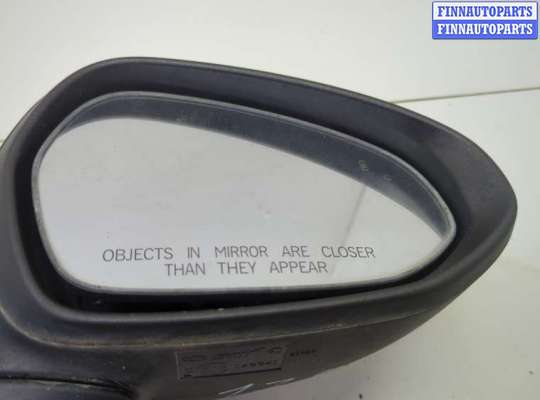 FINNAUTOPARTS
FINNAUTOPARTS
OBJECTS IN MIRROR ARE CLOSER
THAN THEY APPEAR